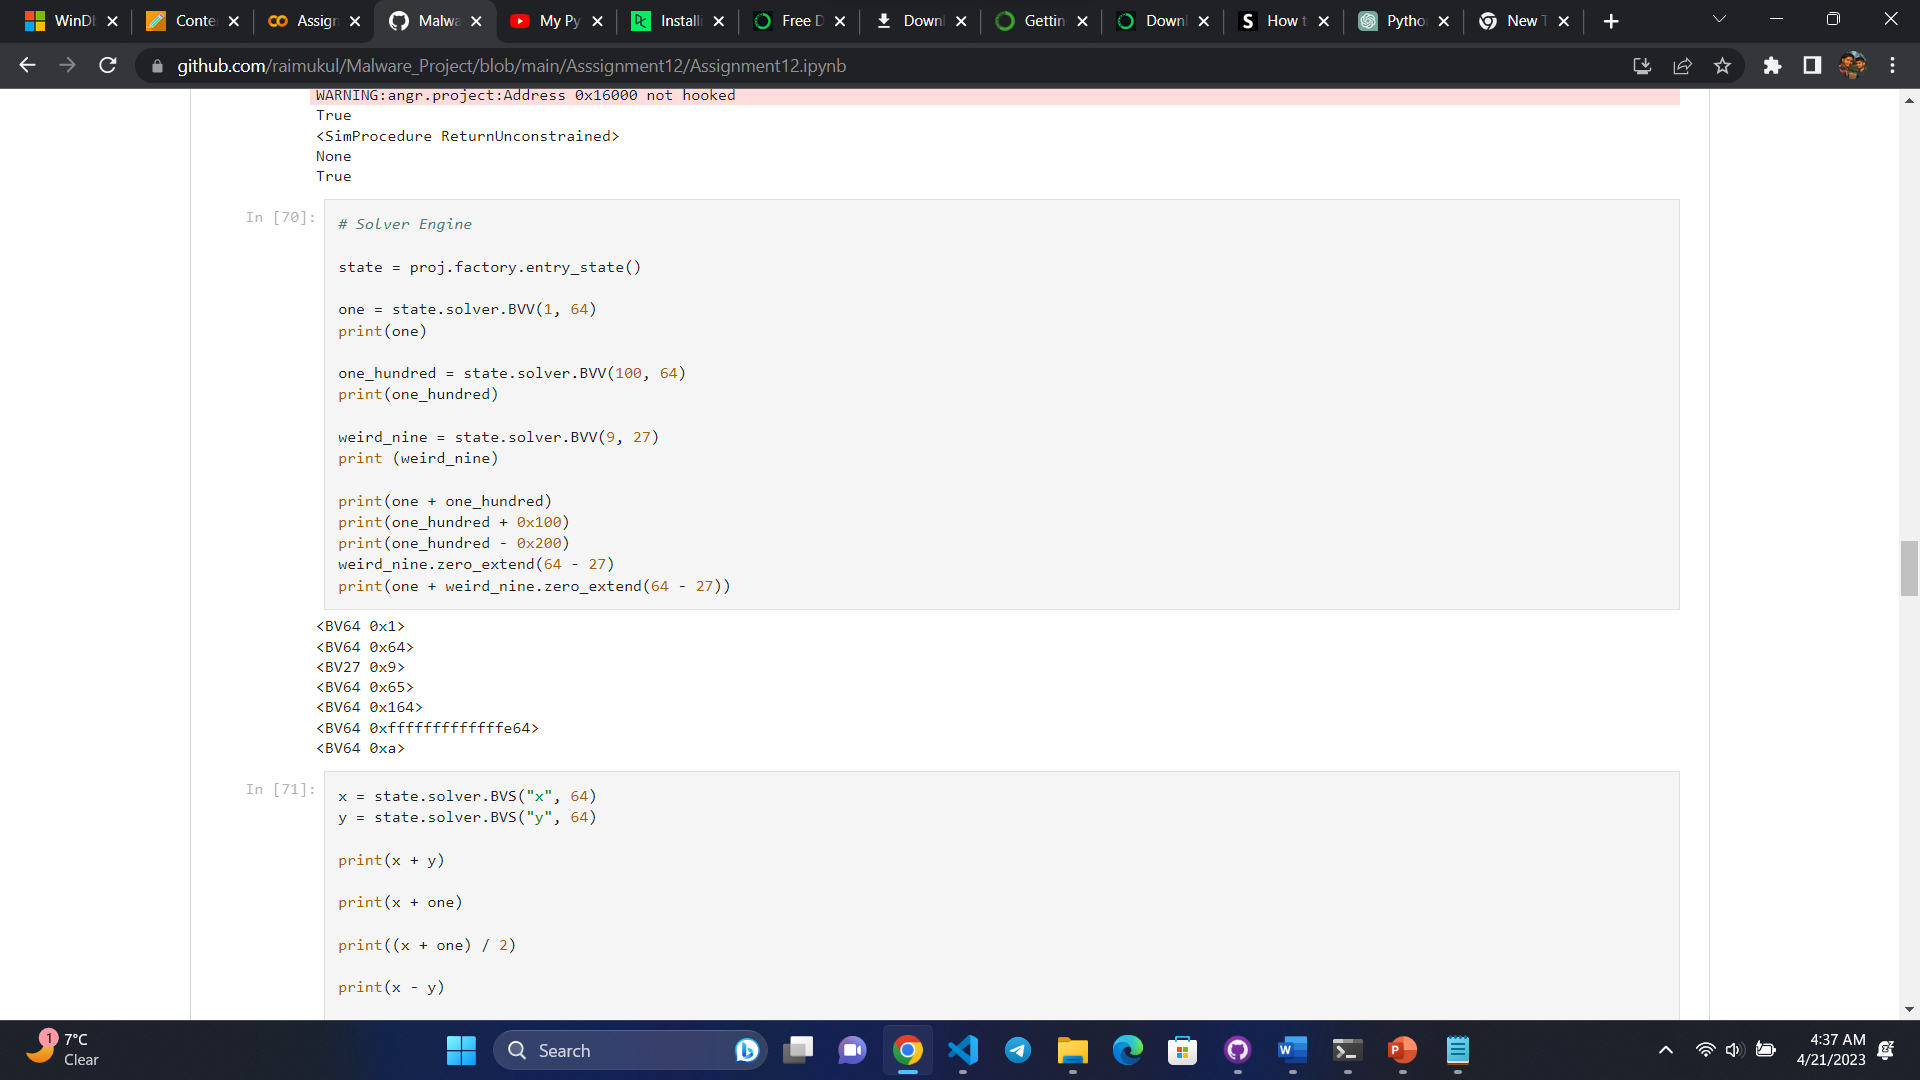 WinD
Conte
Assign
Malwa
My Py
Install
Free D
Downl
Gettin
Downl
How t
Pytho
New T
github.com/raimukul/Malware_Project/blob/main/Asssignment12/Assignment12.ipynb
WARNING:angr.project:Address 0x16000 not hooked
True
<SimProcedure ReturnUnconstrained>
None
True
In [70]:
# Solver Engine
state = proj.factory.entry_state()
one = state.solver.BVV(1, 64)
print(one)
one_hundred = state.solver.BVV(100, 64)
print(one_hundred)
weird_nine = state.solver.BVV(9, 27)
print (weird_nine)
print(one + one_hundred)
print(one_hundred + 0x100)
print(one_hundred - 0x200)
weird_nine.zero_extend(64 - 27)
print(one + weird_nine.zero_extend(64 - 27))
<BV64 0x1>
<BV64 0x64>
<BV27 0x9>
<BV64 0x65>
<BV64 0x164>
<BV64 0xfffffffffffffe64>
<BV64 0xa>
In [71]:
x = state.solver.BVS("x", 64)
y = state.solver.BVS("y", 64)
print(x + y)
print(x + one)
print((x + one) / 2)
print(x - y)
1
7°C
Clear
Search
4:37 AM
4/21/2023